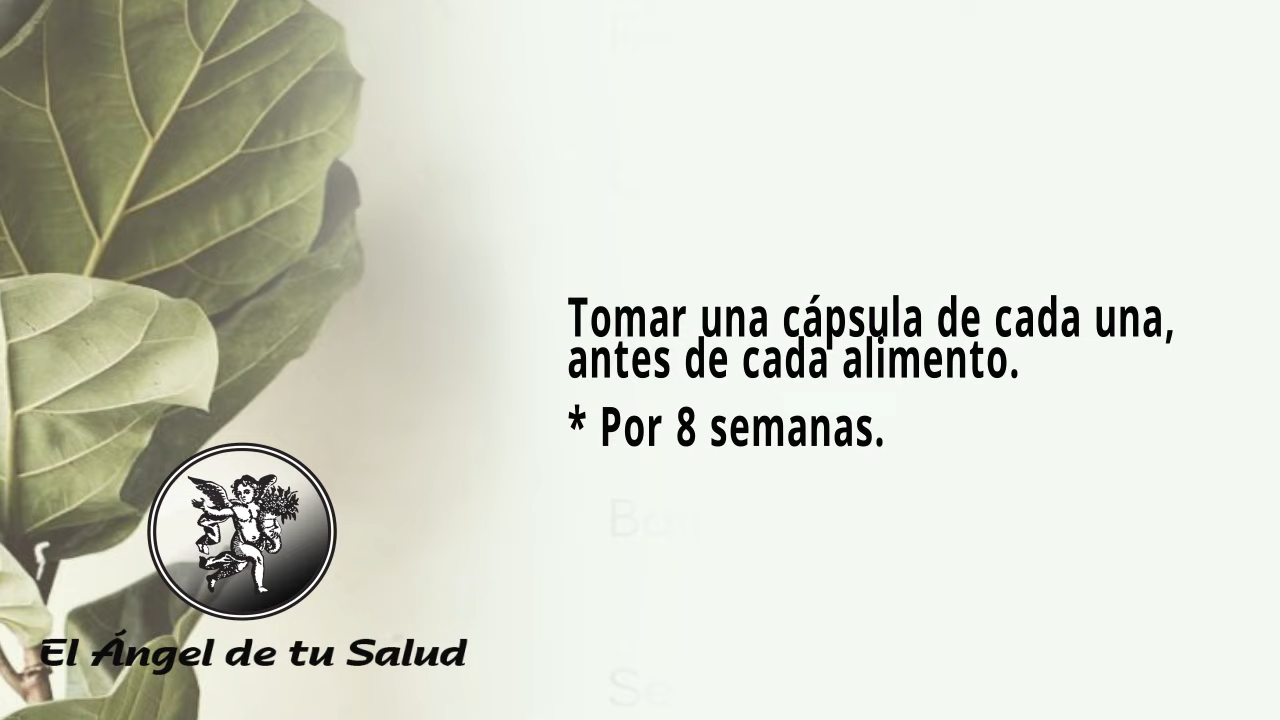 Tomar una cápsula de cada una,
antes de cada alimento.
* Por 8 semanas.
El Ángel de tu Salud